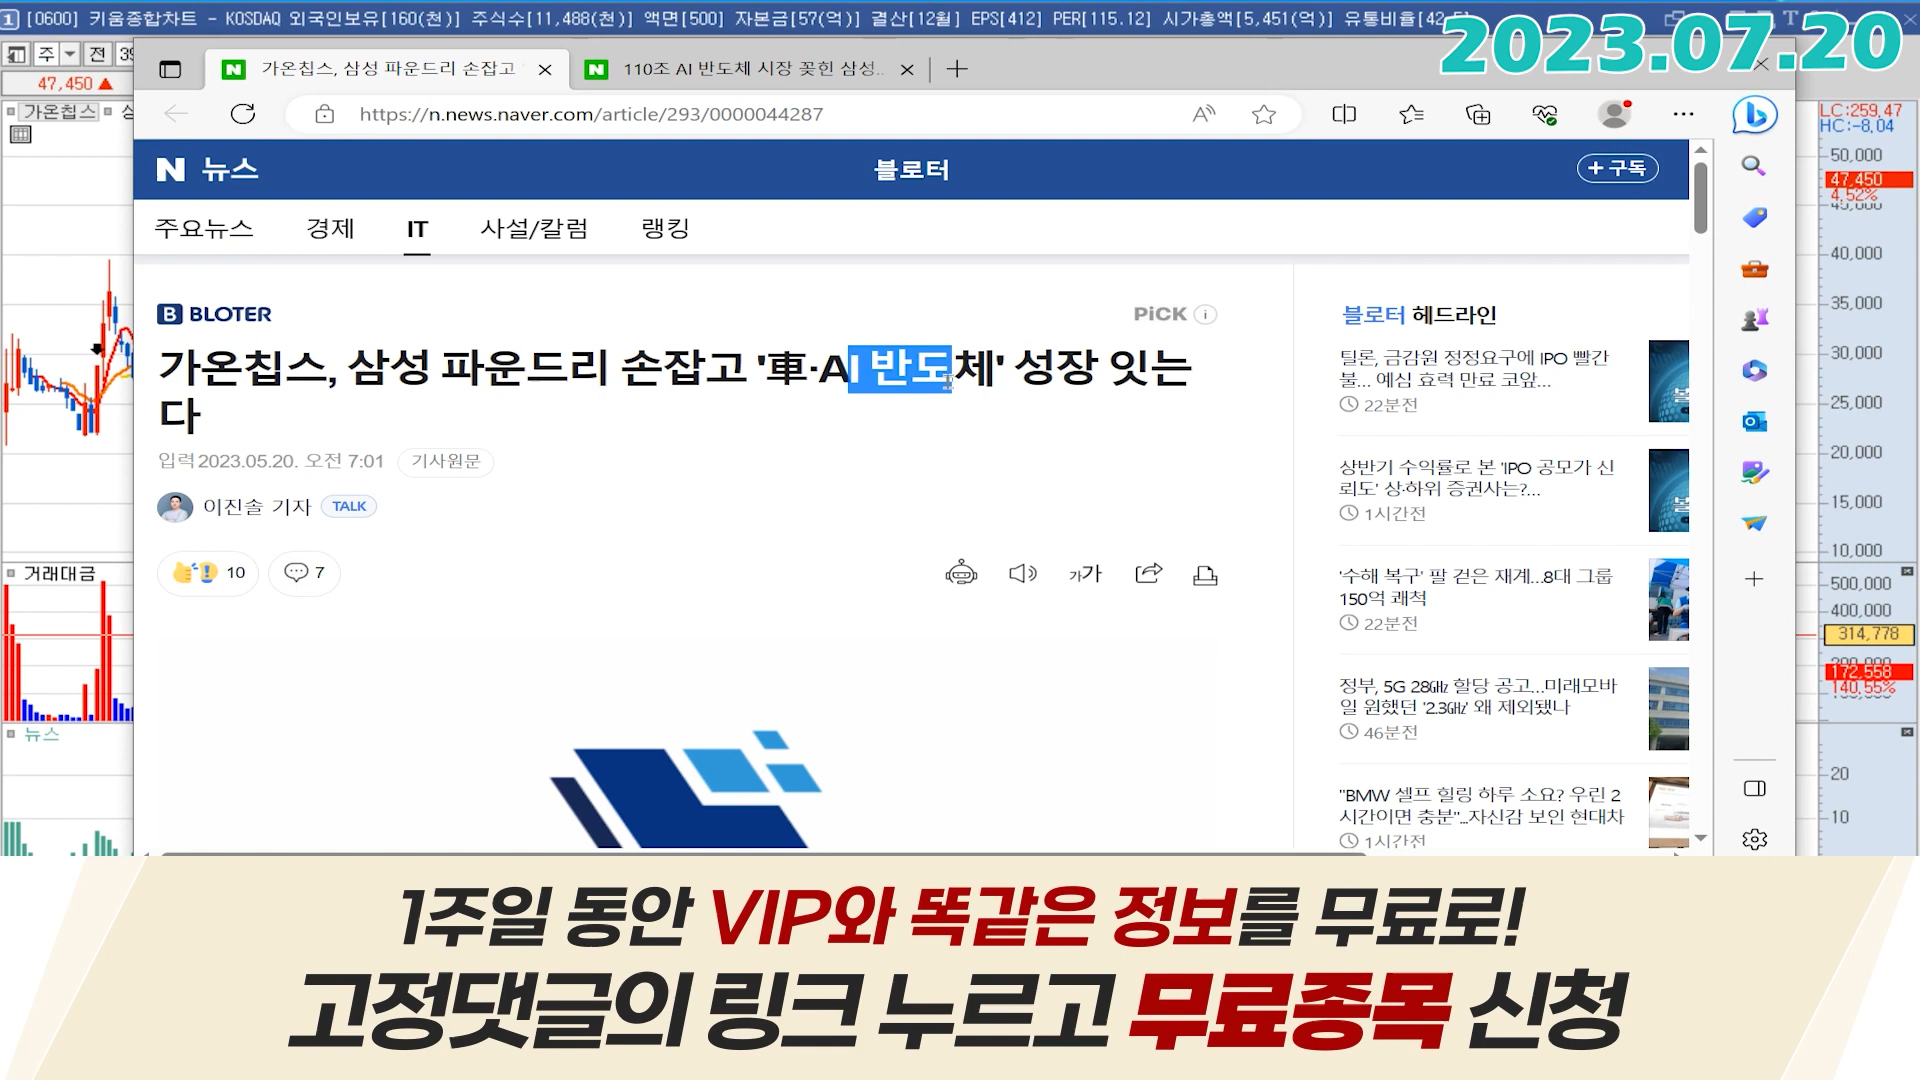 1 [0600] 키움종합차트 - KOSDAQ 외국인보유[160(천)] 주식수[11,488(천)] 액면[500] 자본금[57(억)] 결산[12월] EPS[412] PER[115.12] 시가총액[5,451(억)] 유통비율[42.5]
2023.07.20
주 전
47,450 ▲
가온칩스
가온칩스, 삼성 파운드리 손잡고
110조 AI 반도체 시장 꽂힌 삼성..
https://n.news.naver.com/article/293/0000044287
N 뉴스
블로터
+ 구독
주요뉴스 경제 IT 사설/칼럼 랭킹
B BLOTER
PiCK
가온칩스, 삼성 파운드리 손잡고 '車·AI 반도체' 성장 잇는
다
입력 2023.05.20. 오전 7:01 기사원문
이진솔 기자 TALK
10 7
가가
블로터 헤드라인
틸론, 금감원 정정요구에 IPO 빨간
불... 예심 효력 만료 코앞...
22분전
상반기 수익률로 본 'IPO 공모가 신
뢰도' 상·하위 증권사는?...
1시간전
'수해 복구' 팔 걷은 재계...8대 그룹
150억 쾌척
22분전
정부, 5G 28㎓ 할당 공고...미래모바
일 원했던 '2.3㎓' 왜 제외됐나
46분전
"BMW 셀프 힐링 하루 소요? 우린 2
시간이면 충분"...자신감 보인 현대차
1시간전
거래대금
뉴스
LC:259.47
HC:-8.04
50,000
47,450
4.52%
45,000
40,000
35,000
30,000
25,000
20,000
15,000
10,000
500,000
400,000
314,778
200,000
172,558
140.55%
20
10
1주일 동안 VIP와 똑같은 정보를 무료로!
고정댓글의 링크 누르고 무료종목 신청